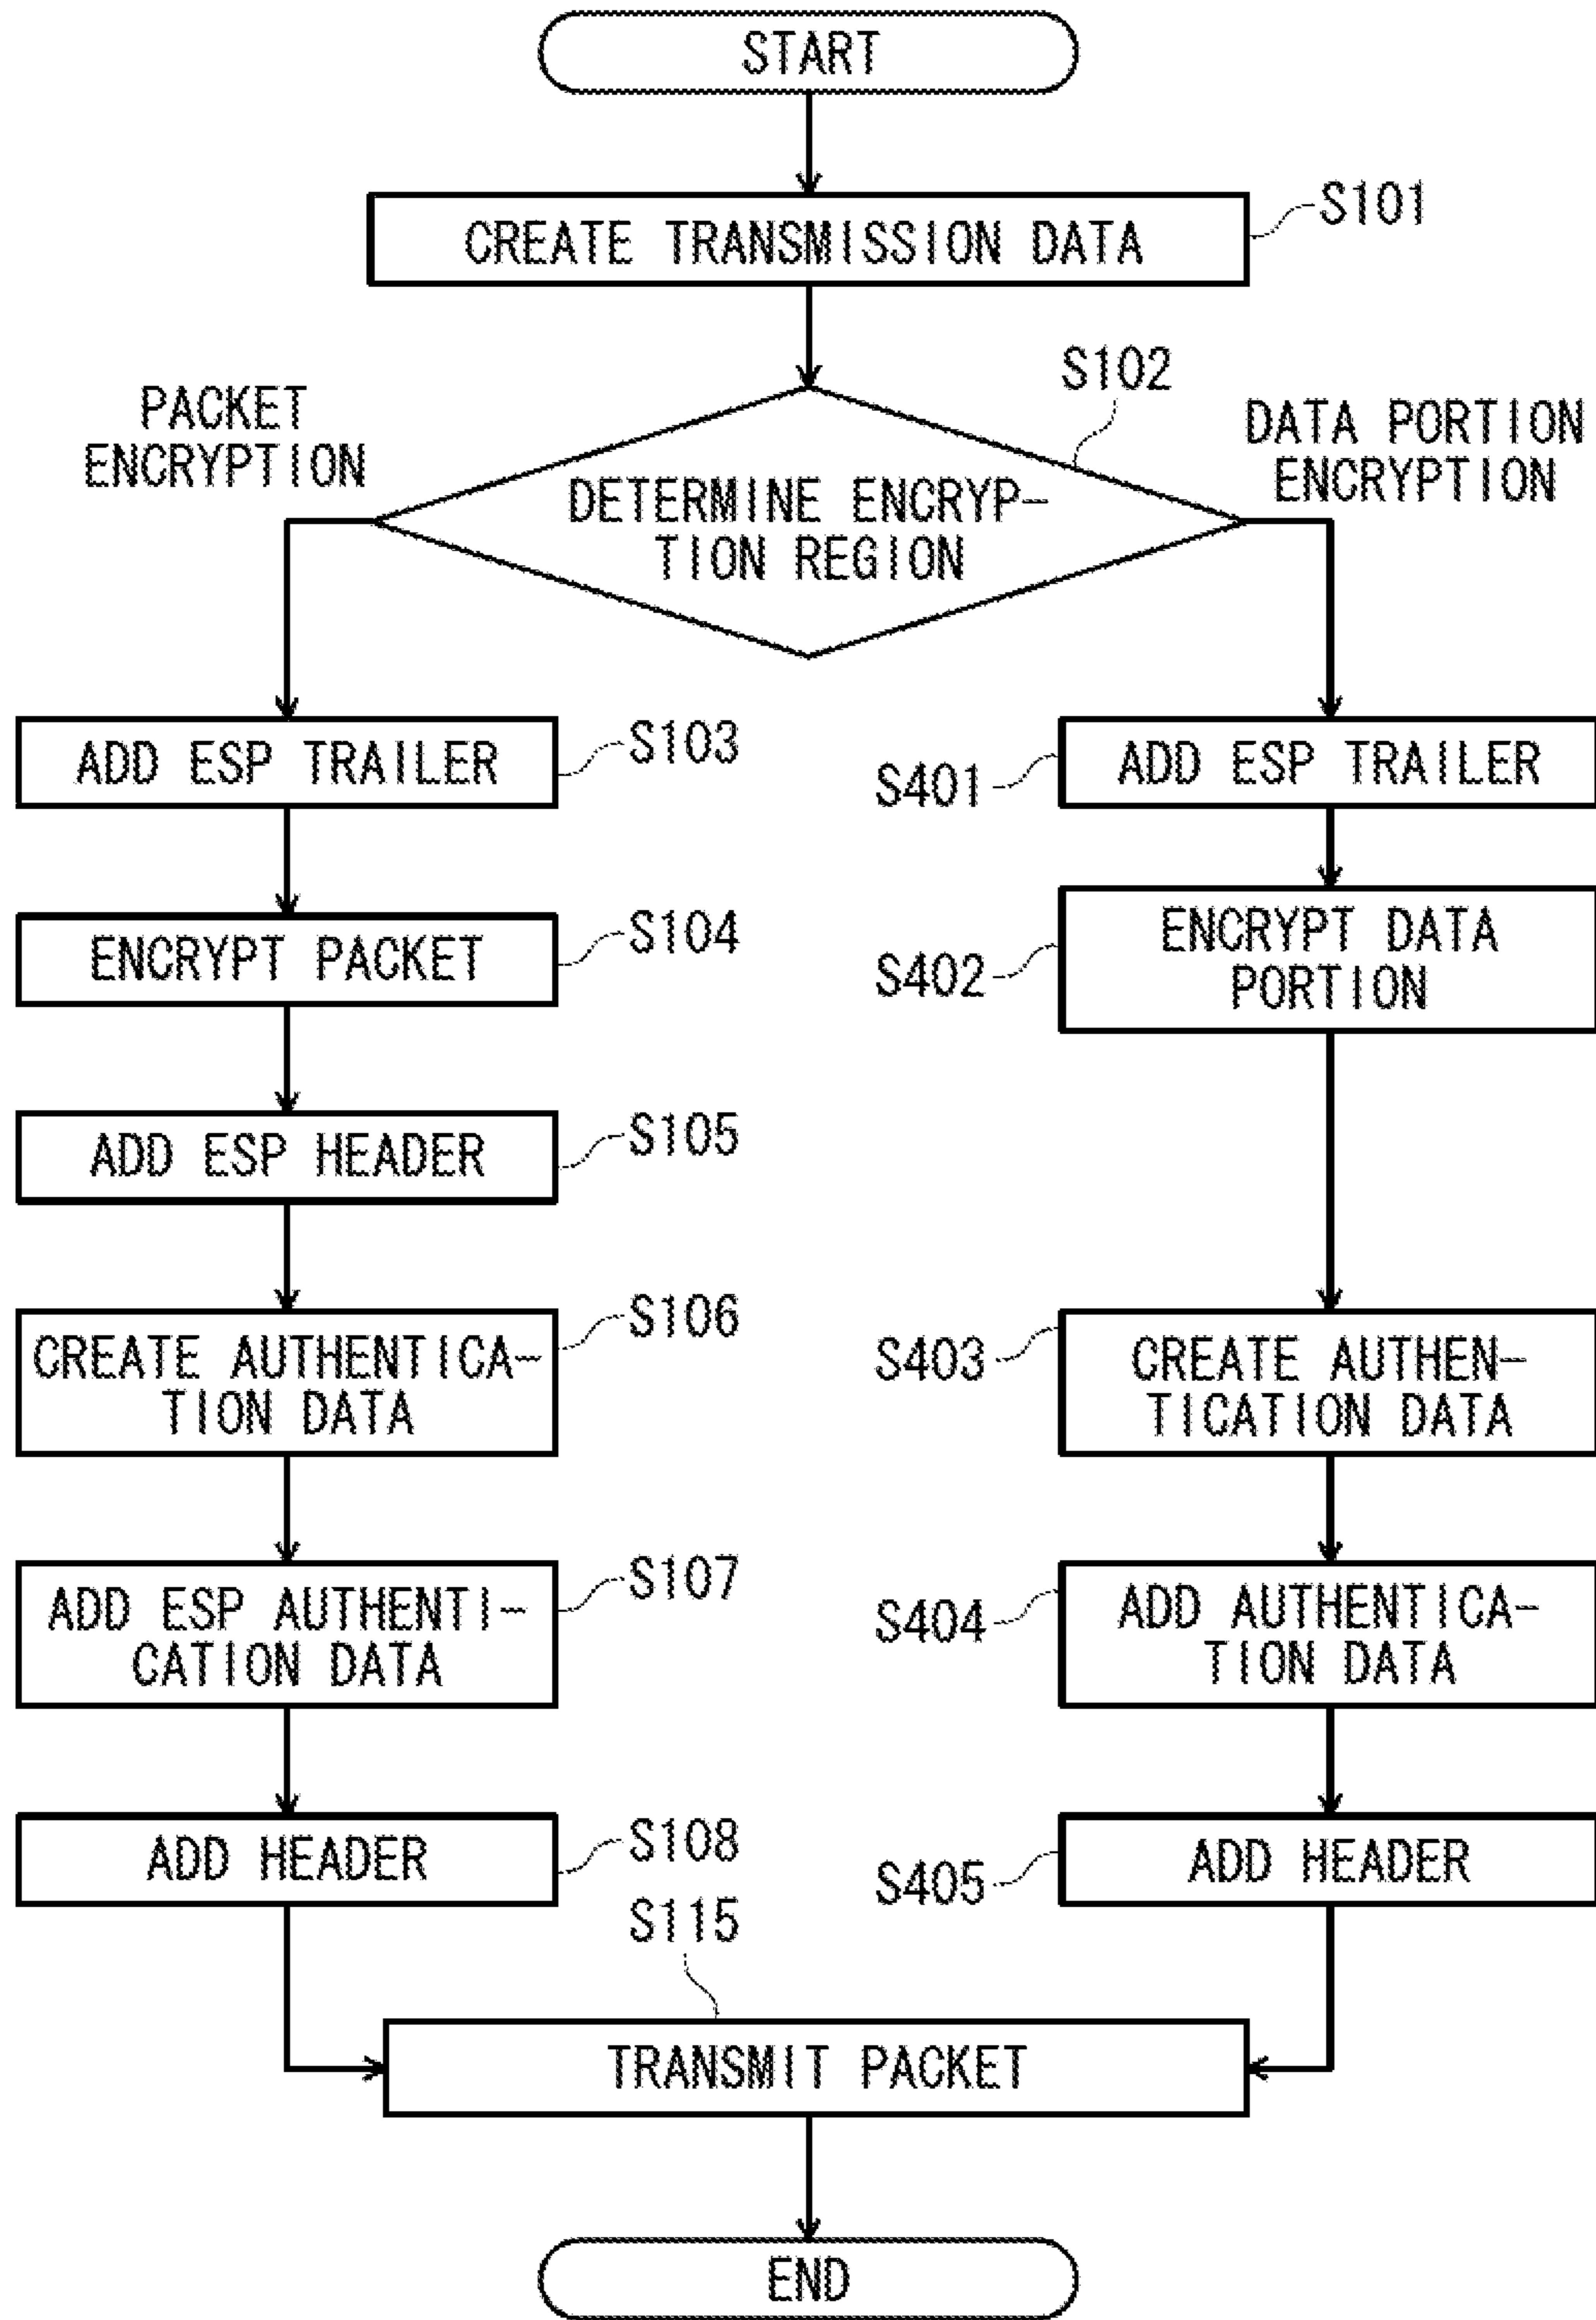 START
CREATE TRANSMISSION DATA
S101
S102
PACKET
ENCRYPTION
DETERMINE ENCRYP-
TION REGION
DATA PORTION
ENCRYPTION
ADD ESP TRAILER
S103
S401
ADD ESP TRAILER
ENCRYPT PACKET
S104
S402
ENCRYPT DATA
PORTION
ADD ESP HEADER
S105
CREATE AUTHENTICA-
TION DATA
S106
S403
CREATE AUTHEN-
TICATION DATA
ADD ESP AUTHENTI-
CATION DATA
S107
S404
ADD AUTHENTICA-
TION DATA
ADD HEADER
S108
S405
ADD HEADER
S115
TRANSMIT PACKET
END